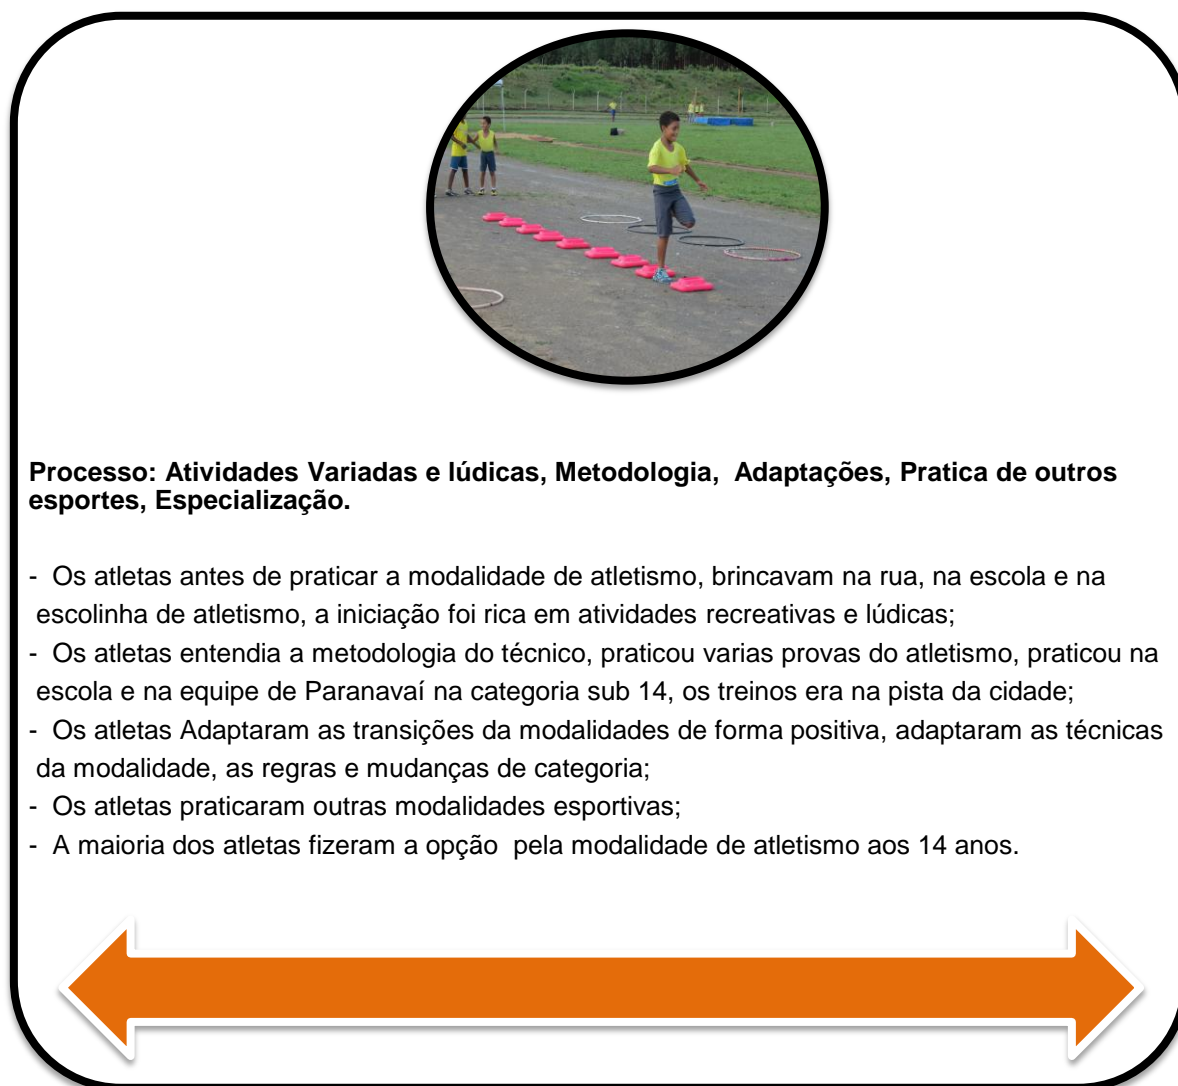 Processo: Atividades Variadas e lúdicas, Metodologia, Adaptações, Pratica de outros
esportes, Especialização.
- Os atletas antes de praticar a modalidade de atletismo, brincavam na rua, na escola e na
escolinha de atletismo, a iniciação foi rica em atividades recreativas e lúdicas;
- Os atletas entendia a metodologia do técnico, praticou varias provas do atletismo, praticou na
escola e na equipe de Paranavaí na categoria sub 14, os treinos era na pista da cidade;
- Os atletas Adaptaram as transições da modalidades de forma positiva, adaptaram as técnicas
da modalidade, as regras e mudanças de categoria;
- Os atletas praticaram outras modalidades esportivas;
- A maioria dos atletas fizeram a opção pela modalidade de atletismo aos 14 anos.